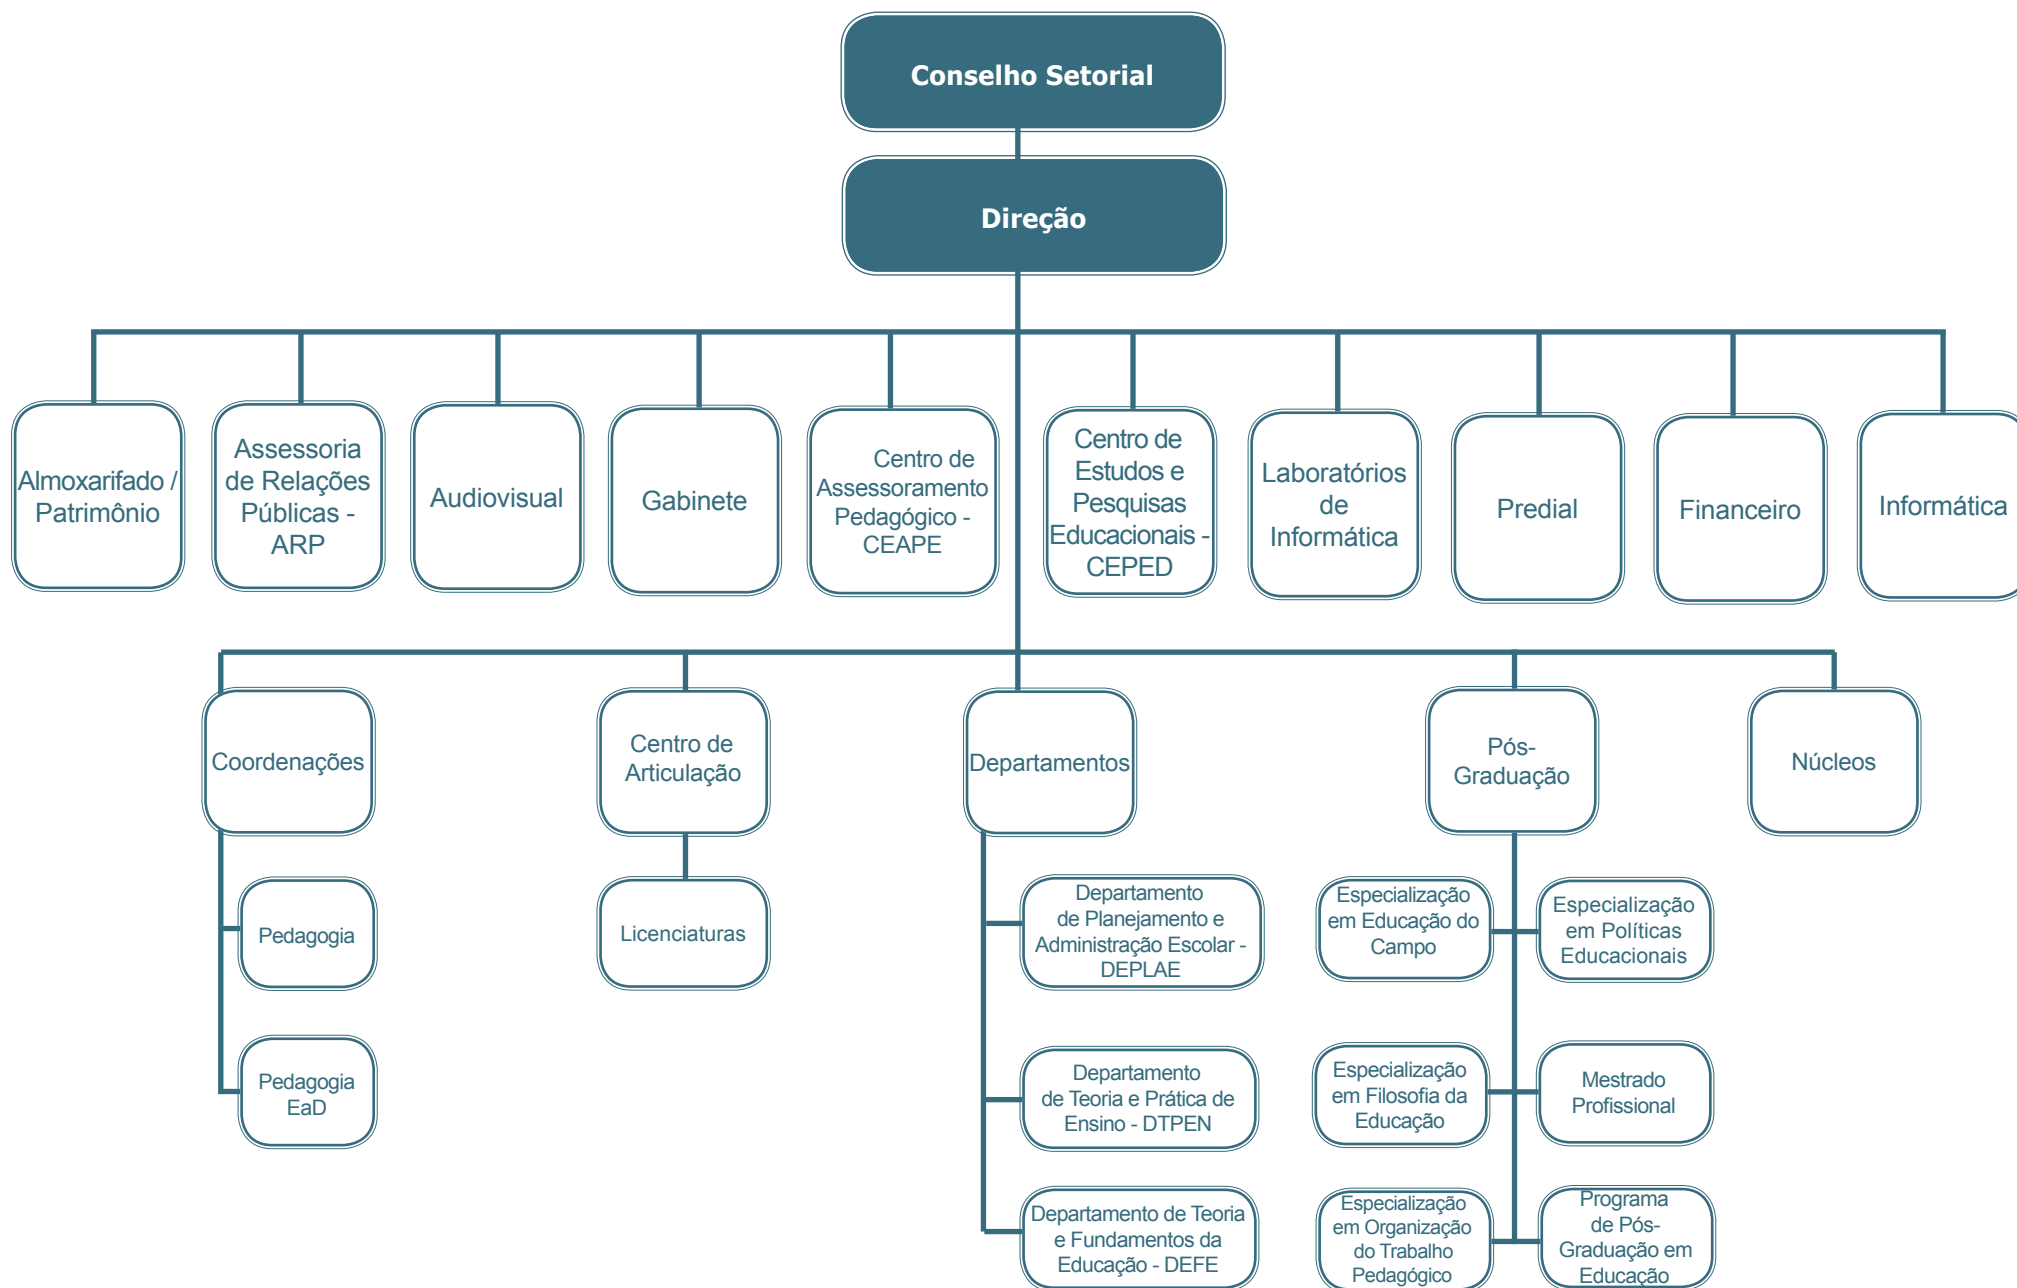 Conselho Setorial
Direção
Almoxarifado /
Patrimônio
Assessoria
de Relações
Públicas -
ARP
Audiovisual
Gabinete
Centro de
Assessoramento
Pedagógico -
CEAPE
Centro de
Estudos e
Pesquisas
Educacionais -
CEPED
Laboratórios
de
Informática
Predial
Financeiro
Informática
Coordenações
Centro de
Articulação
Departamentos
Pós-
Graduação
Núcleos
Pedagogia
Pedagogia
EaD
Licenciaturas
Departamento
de Planejamento e
Administração Escolar -
DEPLAE
Departamento
de Teoria e Prática de
Ensino - DTPEN
Departamento de Teoria
e Fundamentos da
Educação - DEFE
Especialização
em Educação do
Campo
Especialização
em Políticas
Educacionais
Especialização
em Filosofia da
Educação
Mestrado
Profissional
Especialização
em Organização
do Trabalho
Pedagógico
Programa
de Pós-
Graduação em
Educação